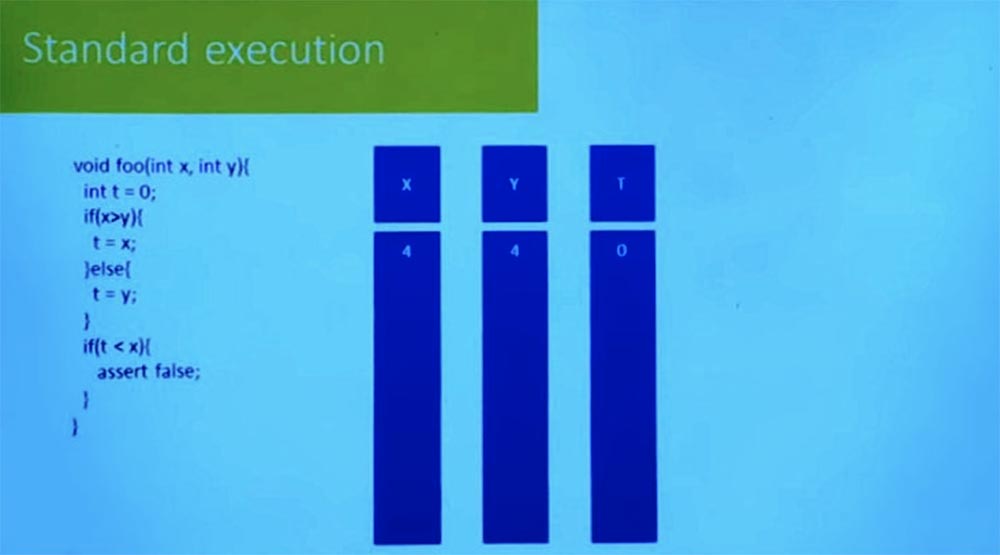 Standard execution
void foo(int x, int y){
int t = 0;
if(x>y){
t = x;
}else{
t = y;
}
if(t < x){
assert false;
}
}
X Y T
4 4 0